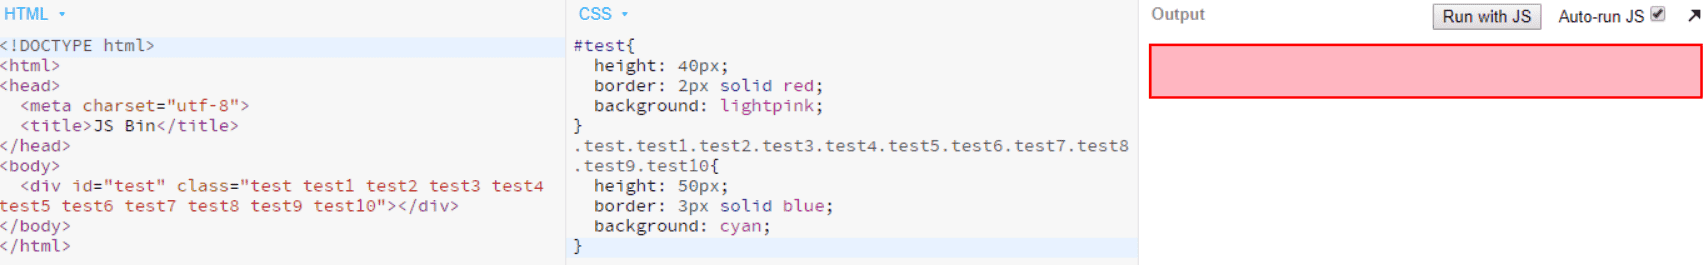 HTML
<!DOCTYPE html>
<html>
<head>
  <meta charset="utf-8">
  <title>JS Bin</title>
</head>
<body>
  <div id="test" class="test test1 test2 test3 test4
test5 test6 test7 test8 test9 test10"></div>
</body>
</html>
CSS
#test{
  height: 40px;
  border: 2px solid red;
  background: lightpink;
}
.test.test1.test2.test3.test4.test5.test6.test7.test8
.test9.test10{
  height: 50px;
  border: 3px solid blue;
  background: cyan;
}
Output
Run with JS
Auto-run JS